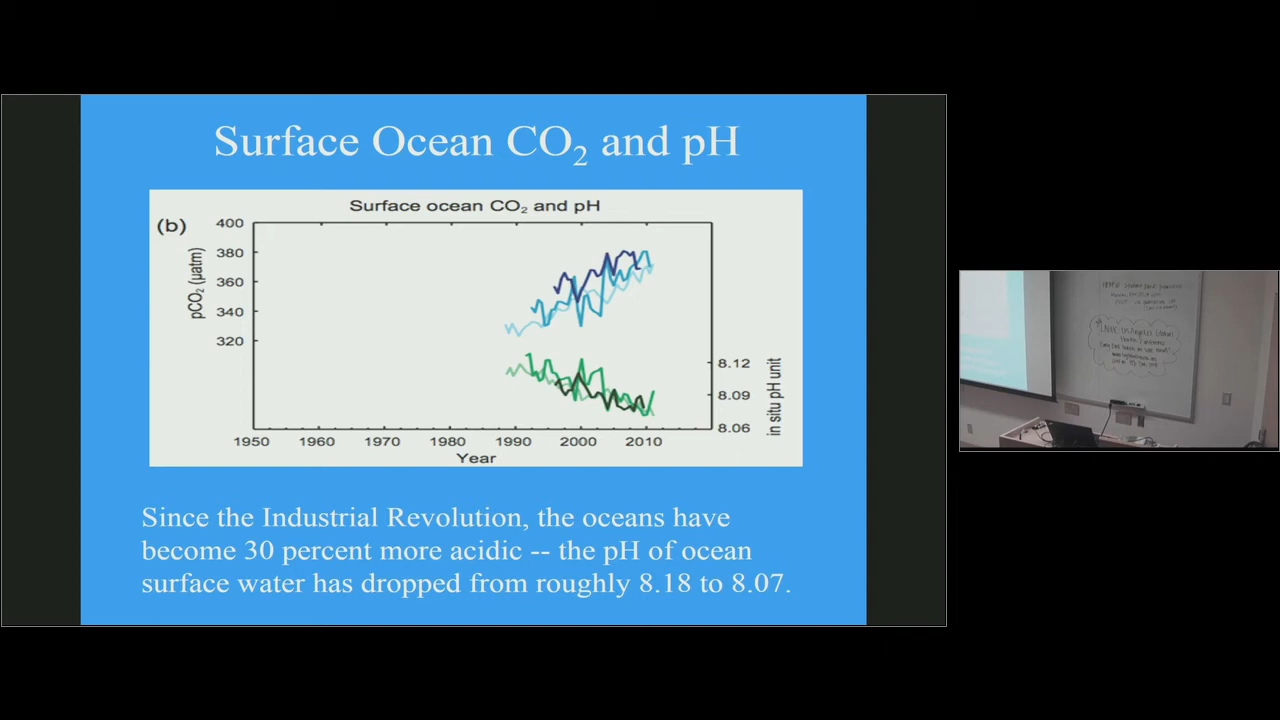 Surface Ocean CO₂ and pH
Surface ocean CO₂ and pH
(b)
400
380
360
340
320
pCO₂ (µatm)
8.12
8.09
8.06
in situ pH unit
1950 1960 1970 1980 1990 2000 2010
Year
Since the Industrial Revolution, the oceans have
become 30 percent more acidic -- the pH of ocean
surface water has dropped from roughly 8.18 to 8.07.